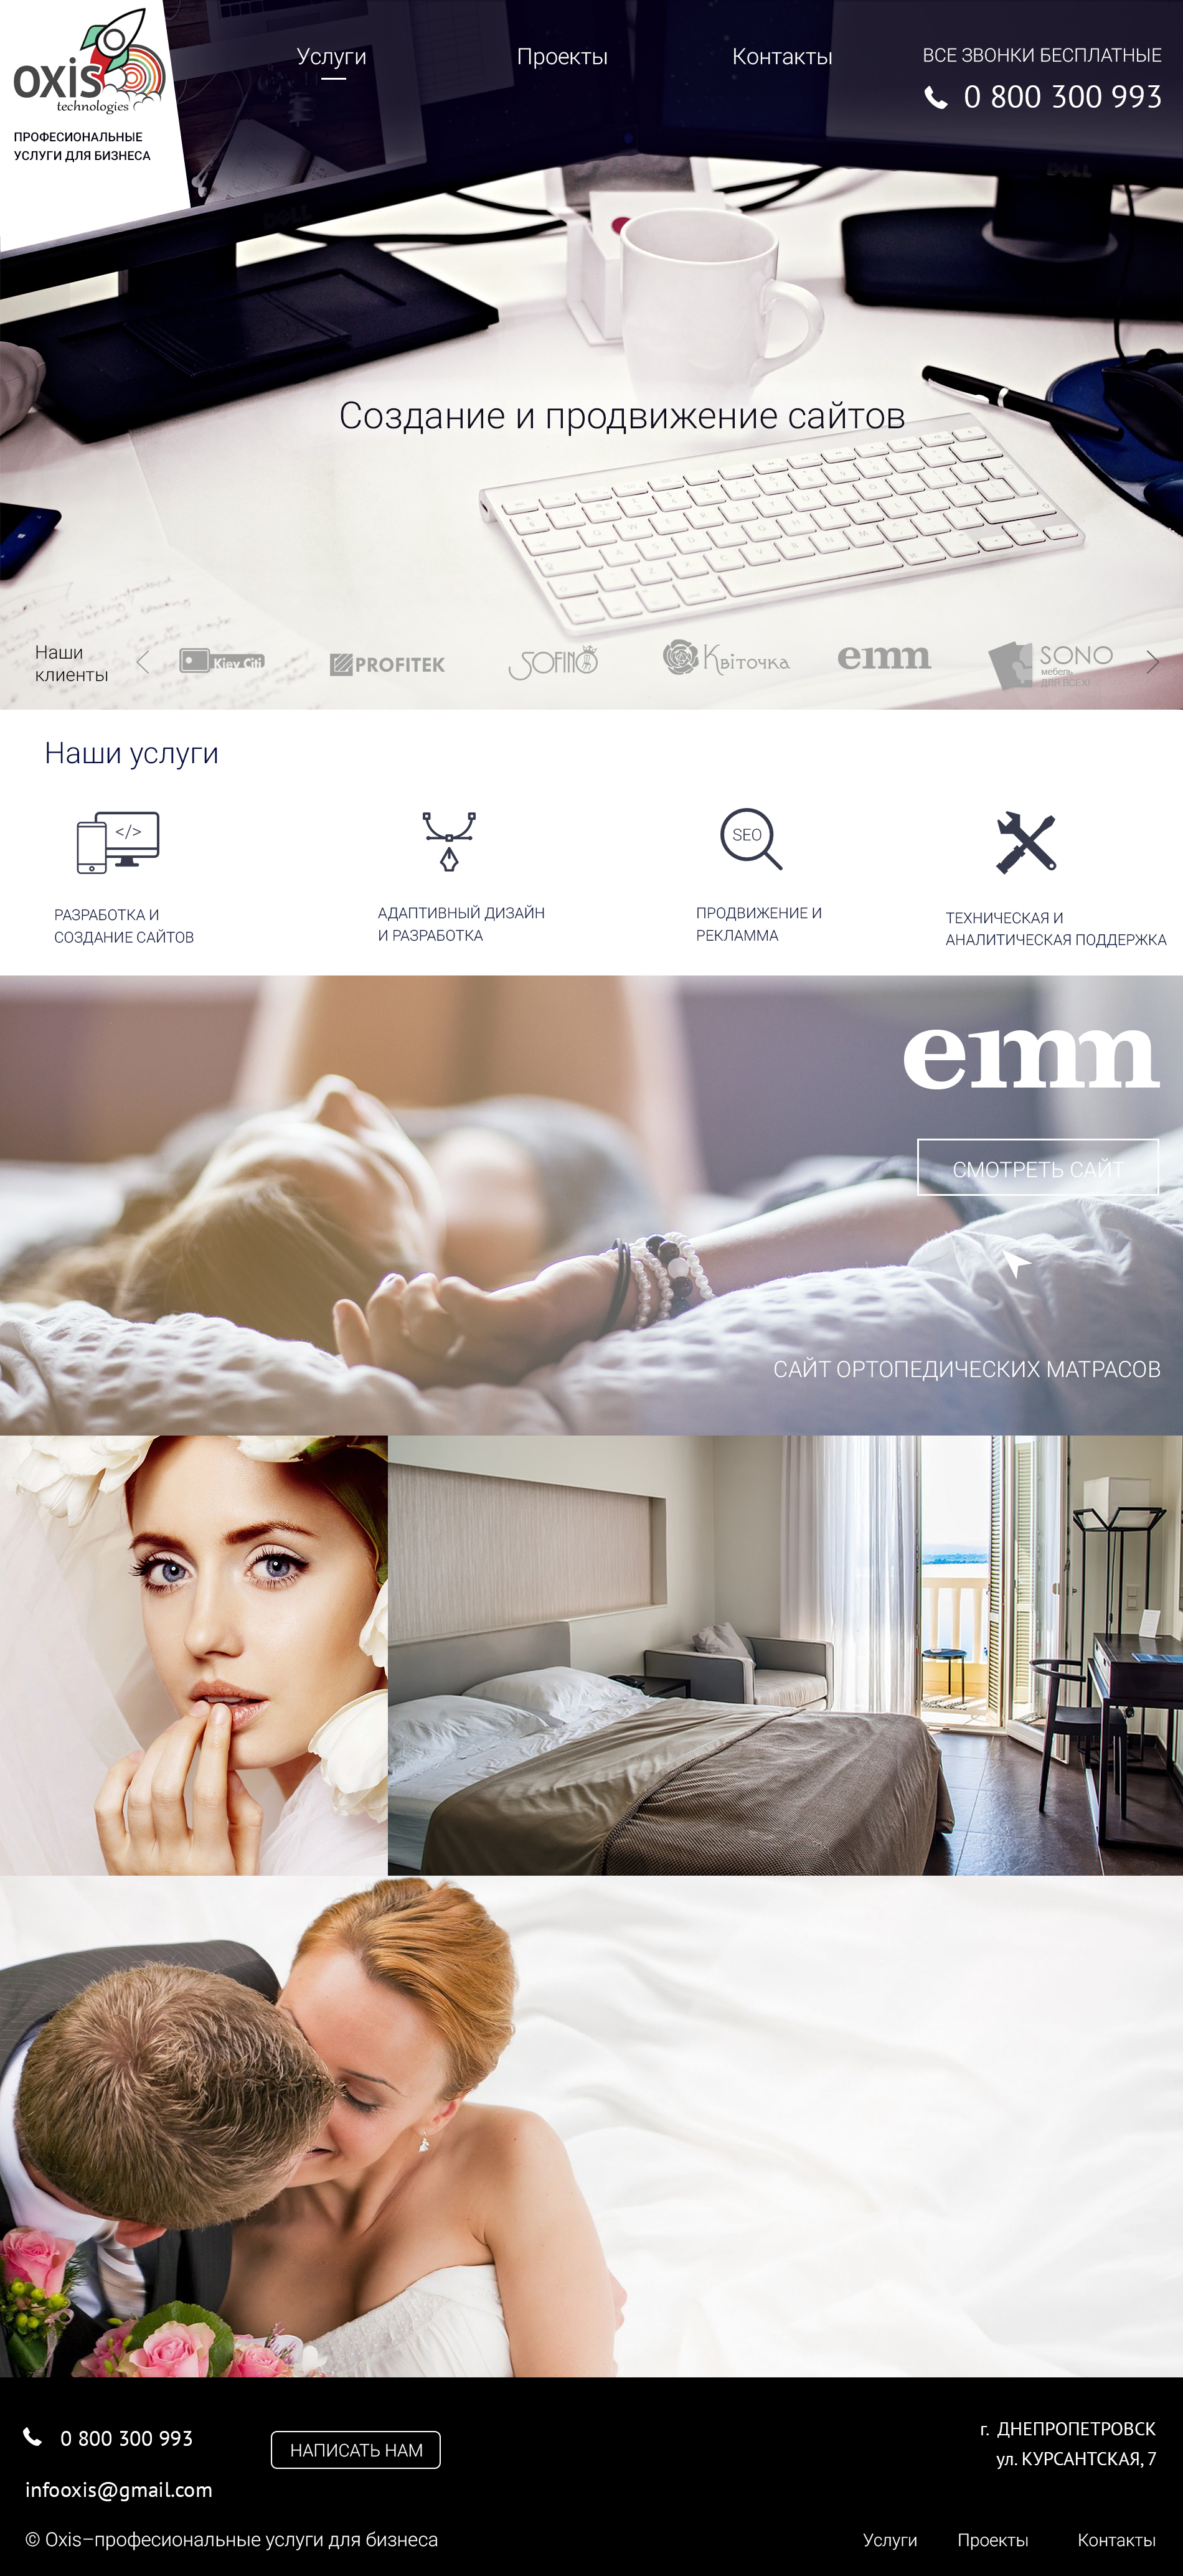 oxis
technologies
ПРОФЕСИОНАЛЬНЫЕ
УСЛУГИ ДЛЯ БИЗНЕСА
Услуги
Проекты
Контакты
ВСЕ ЗВОНКИ БЕСПЛАТНЫЕ
0 800 300 993
DELL
DELL
Создание и продвижение сайтов
Наши
клиенты
Kiev Citi
PROFITEK
SOFINO
Квіточка
emm
SONO
мебель
ДЛЯ ВСЕХ!
Наши услуги
</>
SEO
РАЗРАБОТКА И
СОЗДАНИЕ САЙТОВ
АДАПТИВНЫЙ ДИЗАЙН
И РАЗРАБОТКА
ПРОДВИЖЕНИЕ И
РЕКЛАММА
ТЕХНИЧЕСКАЯ И
АНАЛИТИЧЕСКАЯ ПОДДЕРЖКА
emm
СМОТРЕТЬ САЙТ
САЙТ ОРТОПЕДИЧЕСКИХ МАТРАСОВ
0 800 300 993
НАПИСАТЬ НАМ
г. ДНЕПРОПЕТРОВСК
ул. КУРСАНТСКАЯ, 7
infooxis@gmail.com
© Oxis–професиональные услуги для бизнеса
Услуги
Проекты
Контакты